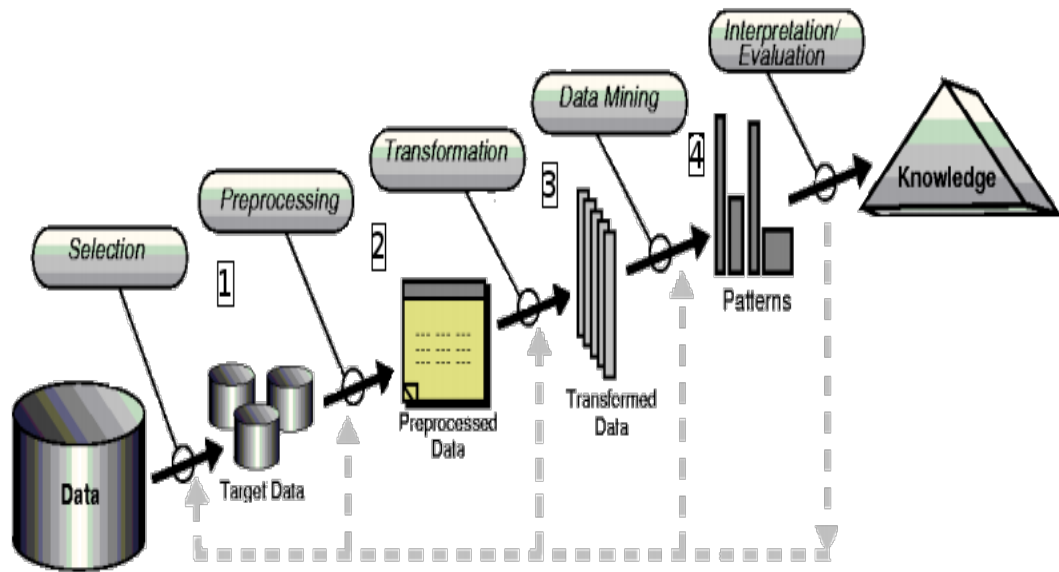 Interpretation/
Evaluation
Data Mining
Transformation
Preprocessing
Selection
4
3
2
1
Knowledge
Patterns
Transformed
Data
Preprocessed
Data
Target Data
Data
--- --- ---
--- --- ---
--- --- ---